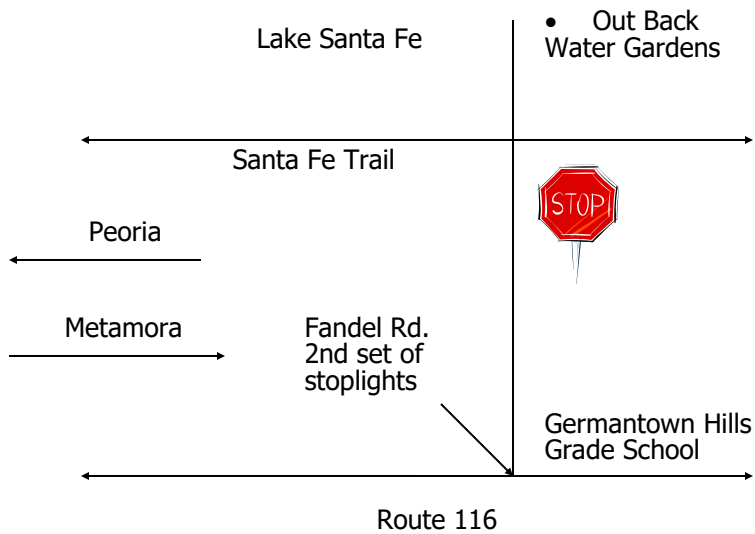 Lake Santa Fe
• Out Back
Water Gardens
Santa Fe Trail
STOP
Peoria
Metamora
Fandel Rd.
2nd set of
stoplights
Germantown Hills
Grade School
Route 116